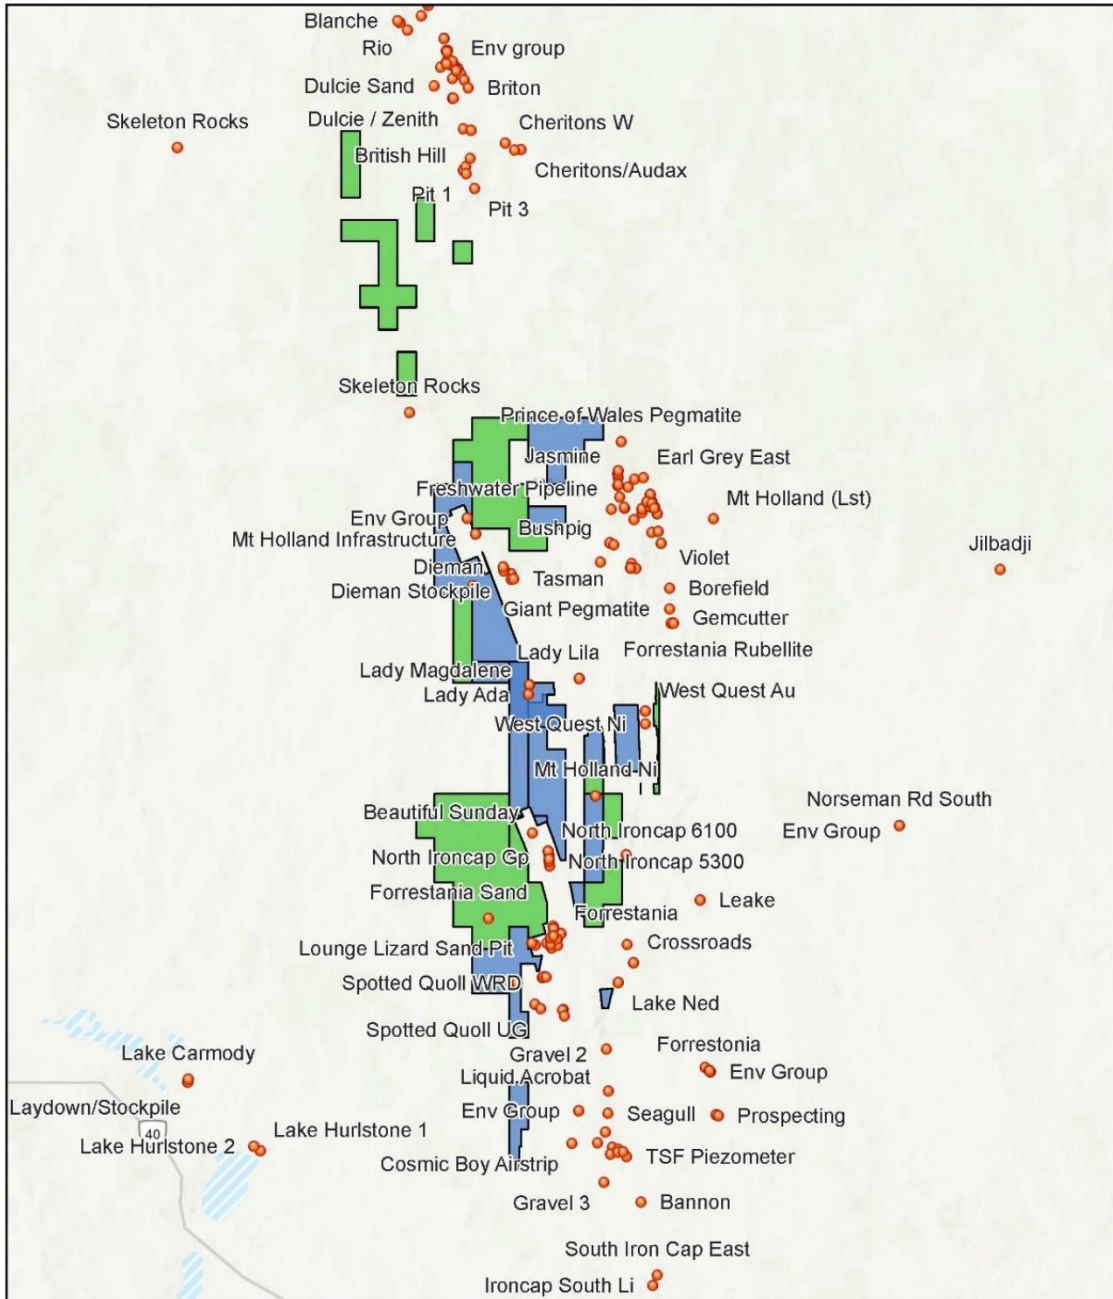 Blanche
Rio
Env group
Dulcie Sand
Briton
Skeleton Rocks
Dulcie / Zenith
Cheritons W
British Hill
Cheritons/Audax
Pit 1
Pit 3
Skeleton Rocks
Prince of Wales Pegmatite
Jasmine
Earl Grey East
Freshwater Pipeline
Mt Holland (Lst)
Env Group
Bushpig
Mt Holland Infrastructure
Jilbadji
Violet
Dieman
Tasman
Dieman Stockpile
Borefield
Giant Pegmatite
Gemcutter
Lady Lila
Forrestania Rubellite
Lady Magdalene
Lady Ada
West Quest Au
West Quest Ni
Mt Holland Ni
Norseman Rd South
Beautiful Sunday
North Ironcap 6100
Env Group
North Ironcap Gp
North Ironcap 5300
Forrestania Sand
Leake
Forrestania
Lounge Lizard Sand Pit
Crossroads
Spotted Quoll WRD
Lake Ned
Spotted Quoll UG
Gravel 2
Forrestonia
Lake Carmody
Liquid Acrobat
Env Group
Laydown/Stockpile
Env Group
Seagull
Prospecting
40
Lake Hurlstone 1
Lake Hurlstone 2
Cosmic Boy Airstrip
TSF Piezometer
Gravel 3
Bannon
South Iron Cap East
Ironcap South Li